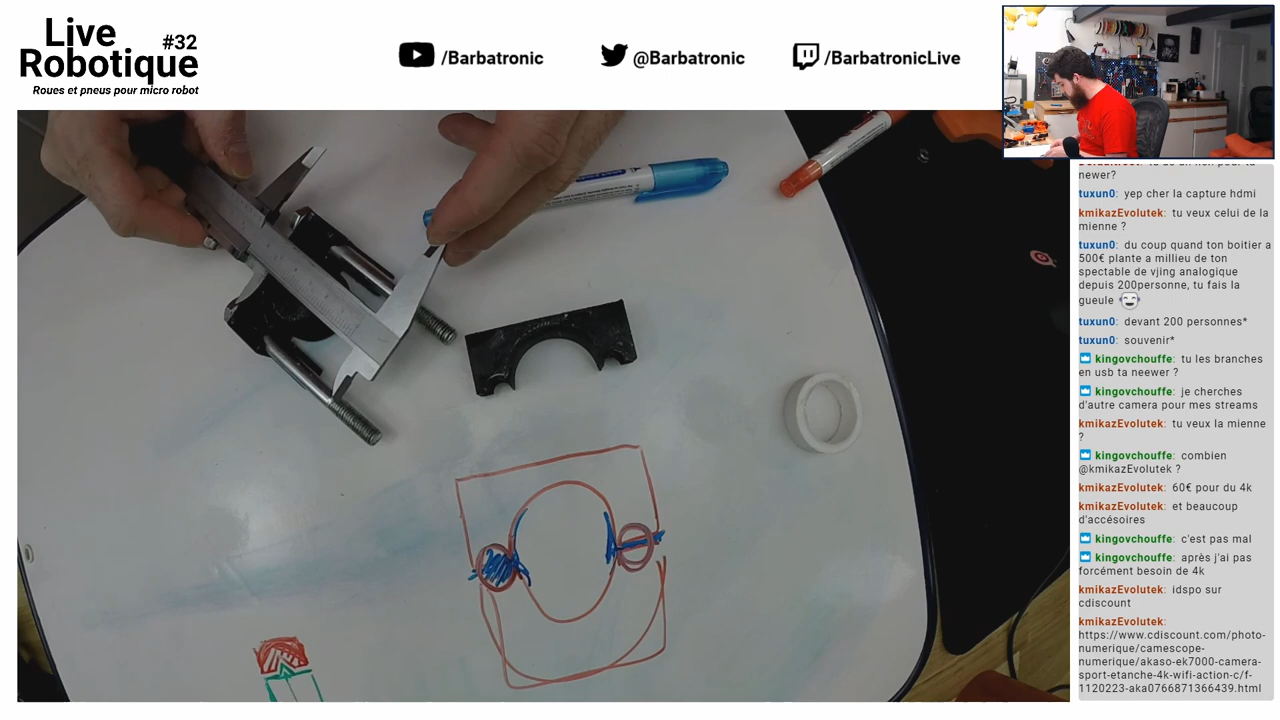 Live
Robotique #32
Roues et pneus pour micro robot
/Barbatronic
@Barbatronic
/BarbatronicLive
newer?
tuxun0: yep cher la capture hdmi
kmikazEvolutek: tu veux celui de la
mienne ?
tuxun0: du coup quand ton boitier a
500€ plante a millieu de ton
spectable de vjing analogique
depuis 200personne, tu fais la
gueule
tuxun0: devant 200 personnes*
tuxun0: souvenir*
kingovchouffe: tu les branches
en usb ta neewer ?
kingovchouffe: je cherches
d'autre camera pour mes streams
kmikazEvolutek: tu veux la mienne
?
kingovchouffe: combien
@kmikazEvolutek ?
kmikazEvolutek: 60€ pour du 4k
kmikazEvolutek: et beaucoup
d'accésoires
kingovchouffe: c'est pas mal
kingovchouffe: après j'ai pas
forcément besoin de 4k
kmikazEvolutek: idspo sur
cdiscount
kmikazEvolutek:
https://www.cdiscount.com/photo-
numerique/camescope-
numerique/akaso-ek7000-camera-
sport-etanche-4k-wifi-action-c/f-
1120223-aka0766871366439.html